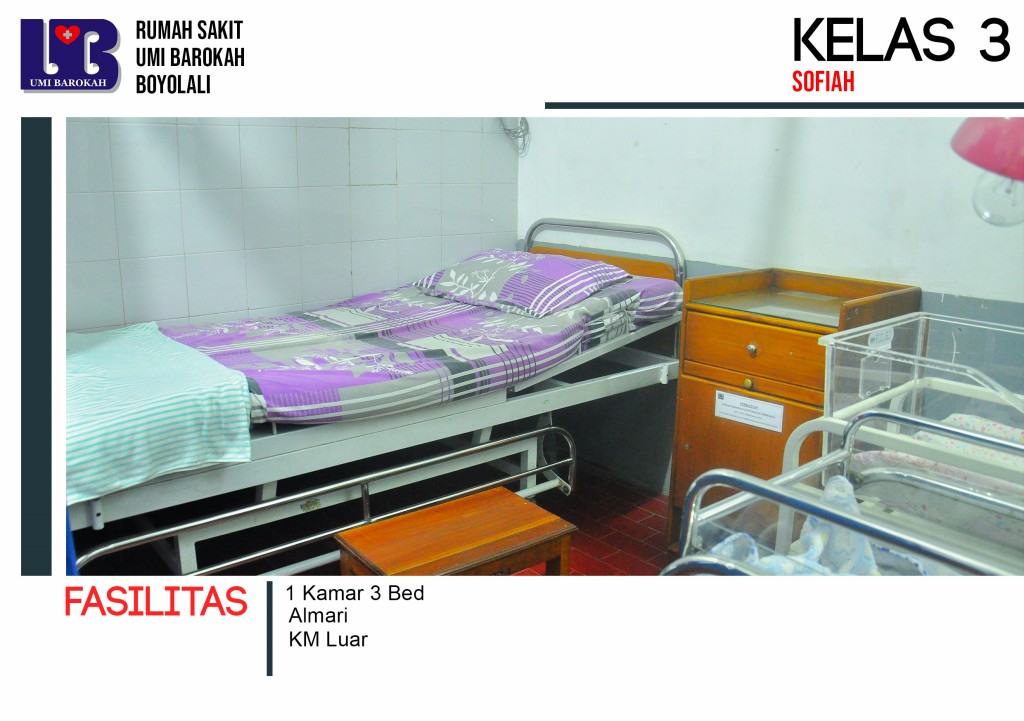 UMI BAROKAH
RUMAH SAKIT
UMI BAROKAH
BOYOLALI
KELAS 3
SOFIAH
FASILITAS
1 Kamar 3 Bed
Almari
KM Luar